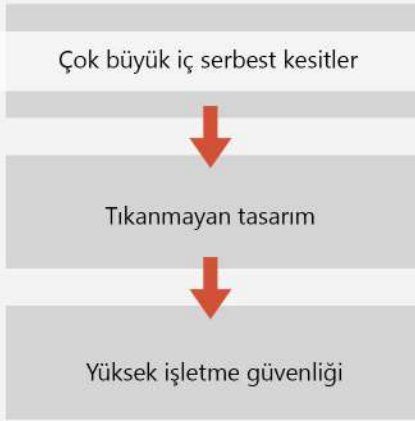 Çok büyük iç serbest kesitler
Tıkanmayan tasarım
Yüksek işletme güvenliği